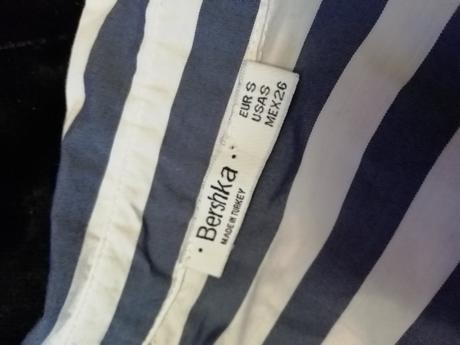 · Bershka ·
MADE IN TURKEY
EUR S
USA S
MEX 26